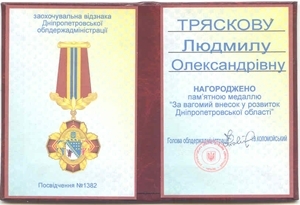 заохочувальна відзнака
Дніпропетровської
облдержадміністрації
Посвідчення №1382
ТРЯСКОВУ
Людмилу
Олександрівну
НАГОРОДЖЕНО
пам'ятною медаллю
"За вагомий внесок у розвиток
Дніпропетровської області"
Голова облдержадміністрації КОЛОМОЙСЬКИЙ